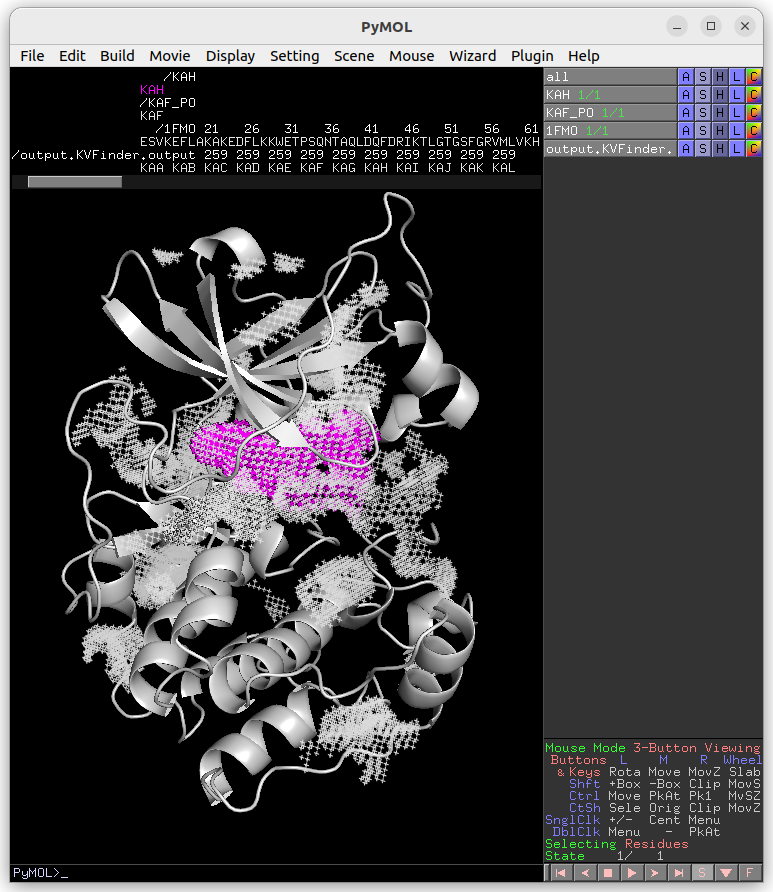 PyMOL
File Edit Build Movie Display Setting Scene Mouse Wizard Plugin Help
/KAH
KAH
/KAF_PO
KAF
/1FMO 21 26 31 36 41 46 51 56 61
ESVKEFLAKAKEDFLKKWETPSQNTAQLDQFDRIKTLGTGSFGRVMLVKH
/output.KVFinder.output 259 259 259 259 259 259 259 259 259
KAA KAB KAC KAD KAE KAF KAG KAH KAI KAJ KAK KAL
all A S H L C
KAH 1/1 A S H L C
KAF_PO 1/1 A S H L C
1FMO 1/1 A S H L C
output.KVFinder. A S H L C
Mouse Mode 3-Button Viewing
Buttons L M R Wheel
& Keys Rota Move MovZ Slab
Shft +Box -Box Clip MovS
Ctrl Move PkAt Pk1 MvSZ
CtSh Sele Orig Clip MovZ
SnglClk +/- Cent Menu
DblClk Menu - PkAt
Selecting Residues
State 1/ 1
PyMOL>_
S F